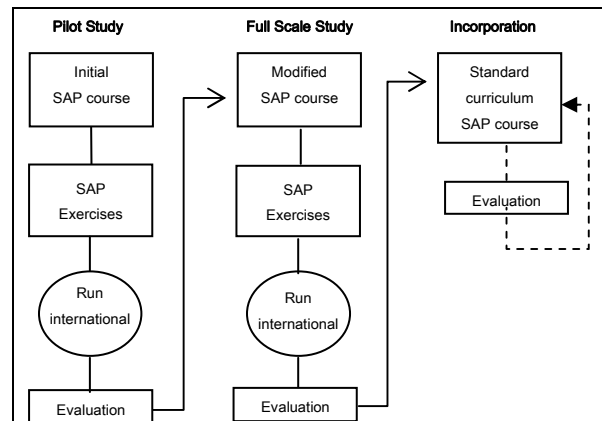 Pilot Study
Initial
SAP course
SAP
Exercises
Run
international
Evaluation
Full Scale Study
Modified
SAP course
SAP
Exercises
Run
international
Evaluation
Incorporation
Standard
curriculum
SAP course
Evaluation